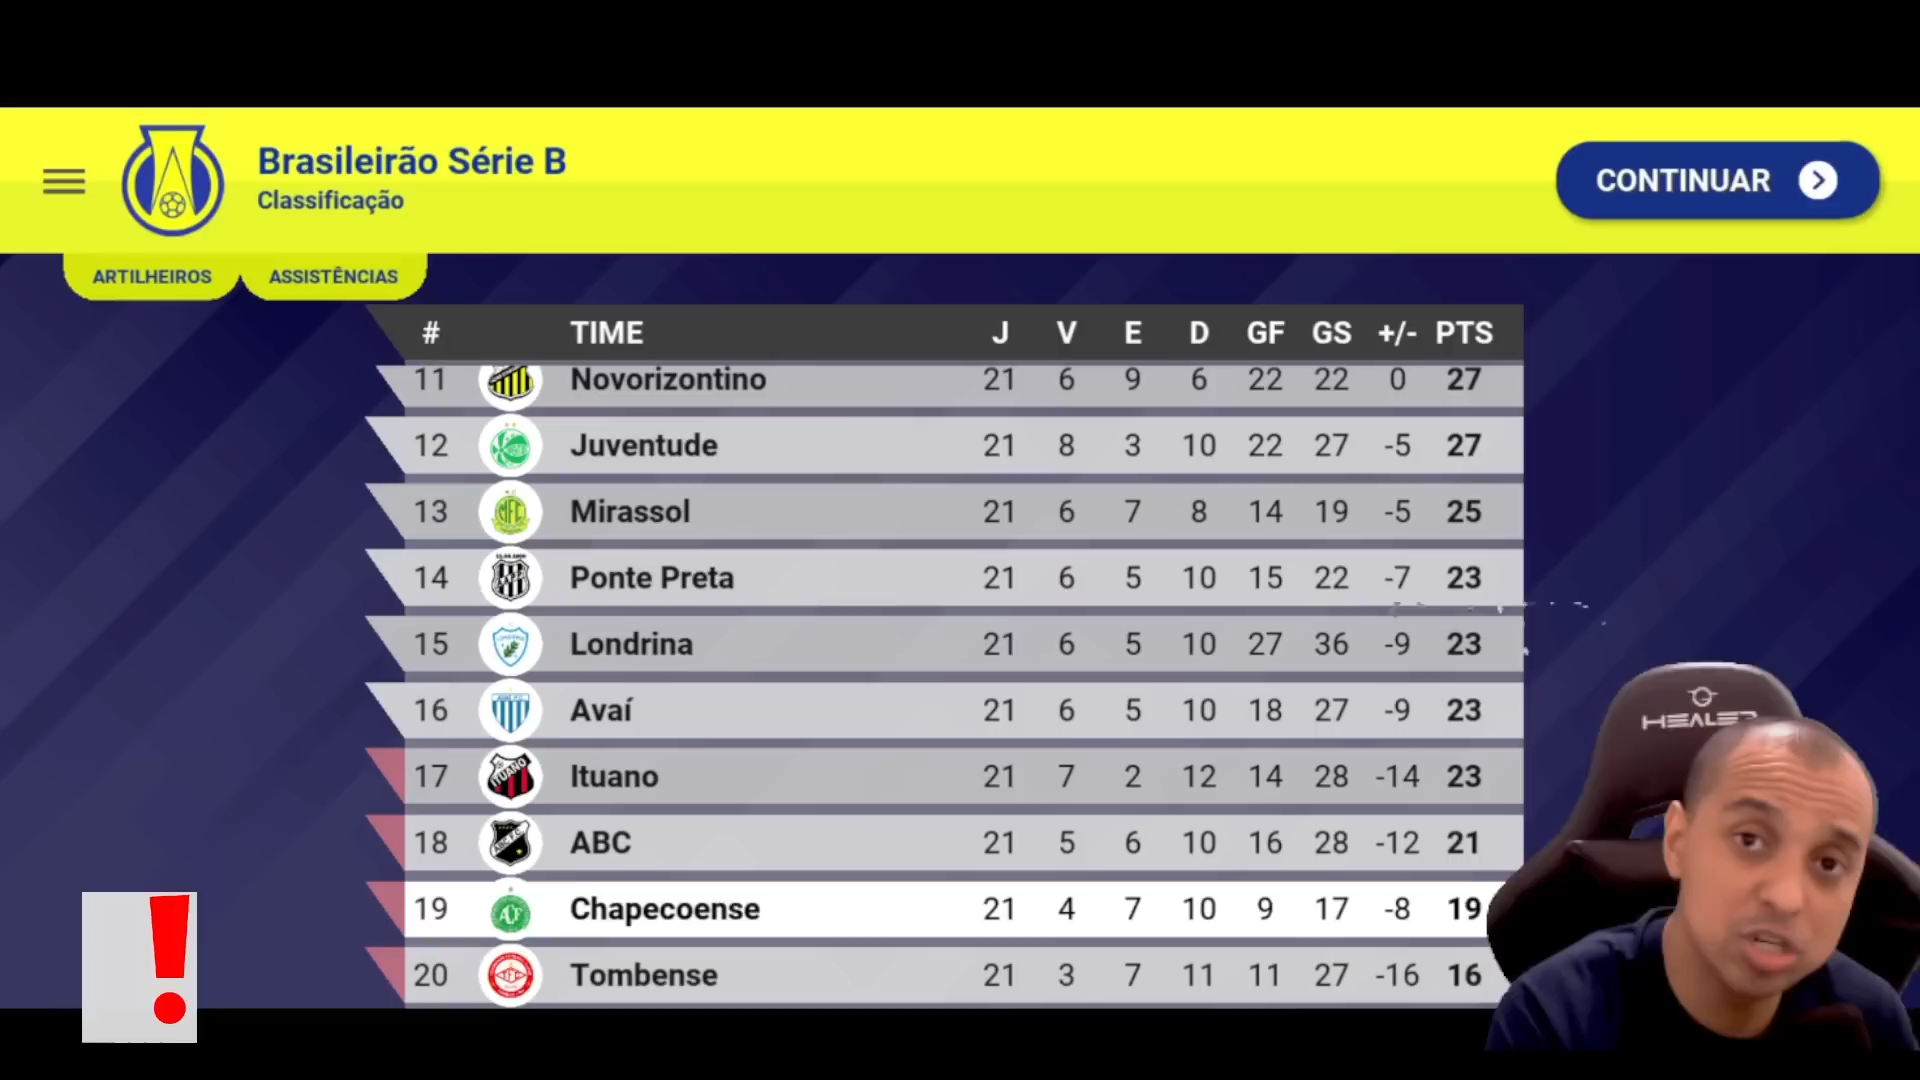 Brasileirão Série B
Classificação
CONTINUAR
ARTILHEIROS ASSISTÊNCIAS
# TIME J V E D GF GS +/- PTS
11 Novorizontino 21 6 9 6 22 22 0 27
12 Juventude 21 8 3 10 22 27 -5 27
13 Mirassol 21 6 7 8 14 19 -5 25
14 Ponte Preta 21 6 5 10 15 22 -7 23
15 Londrina 21 6 5 10 27 36 -9 23
16 Avaí 21 6 5 10 18 27 -9 23
17 ITUANO Ituano 21 7 2 12 14 28 -14 23
18 ABC 21 5 6 10 16 28 -12 21
19 ACF Chapecoense 21 4 7 10 9 17 -8 19
20 Tombense 21 3 7 11 11 27 -16 16
HEALER
!